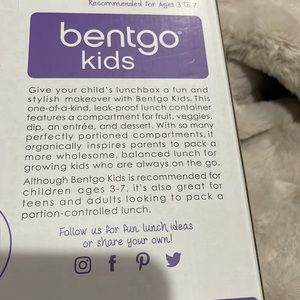 Recommended for Ages 3 to 7
bentgo®
kids
Give your child's lunchbox a fun and
stylish makeover with Bentgo Kids. This
one-of-a-kind, leak-proof lunch container
features a compartment for fruit, veggies,
dip, an entrée, and dessert. With so many
perfectly portioned compartments, it
organically inspires parents to pack a
more wholesome, balanced lunch for
growing kids who are always on the go.
Although Bentgo Kids is recommended for
children ages 3-7, it's also great for
teens and adults looking to pack a
portion-controlled lunch.
Follow us for fun lunch ideas
or share your own!